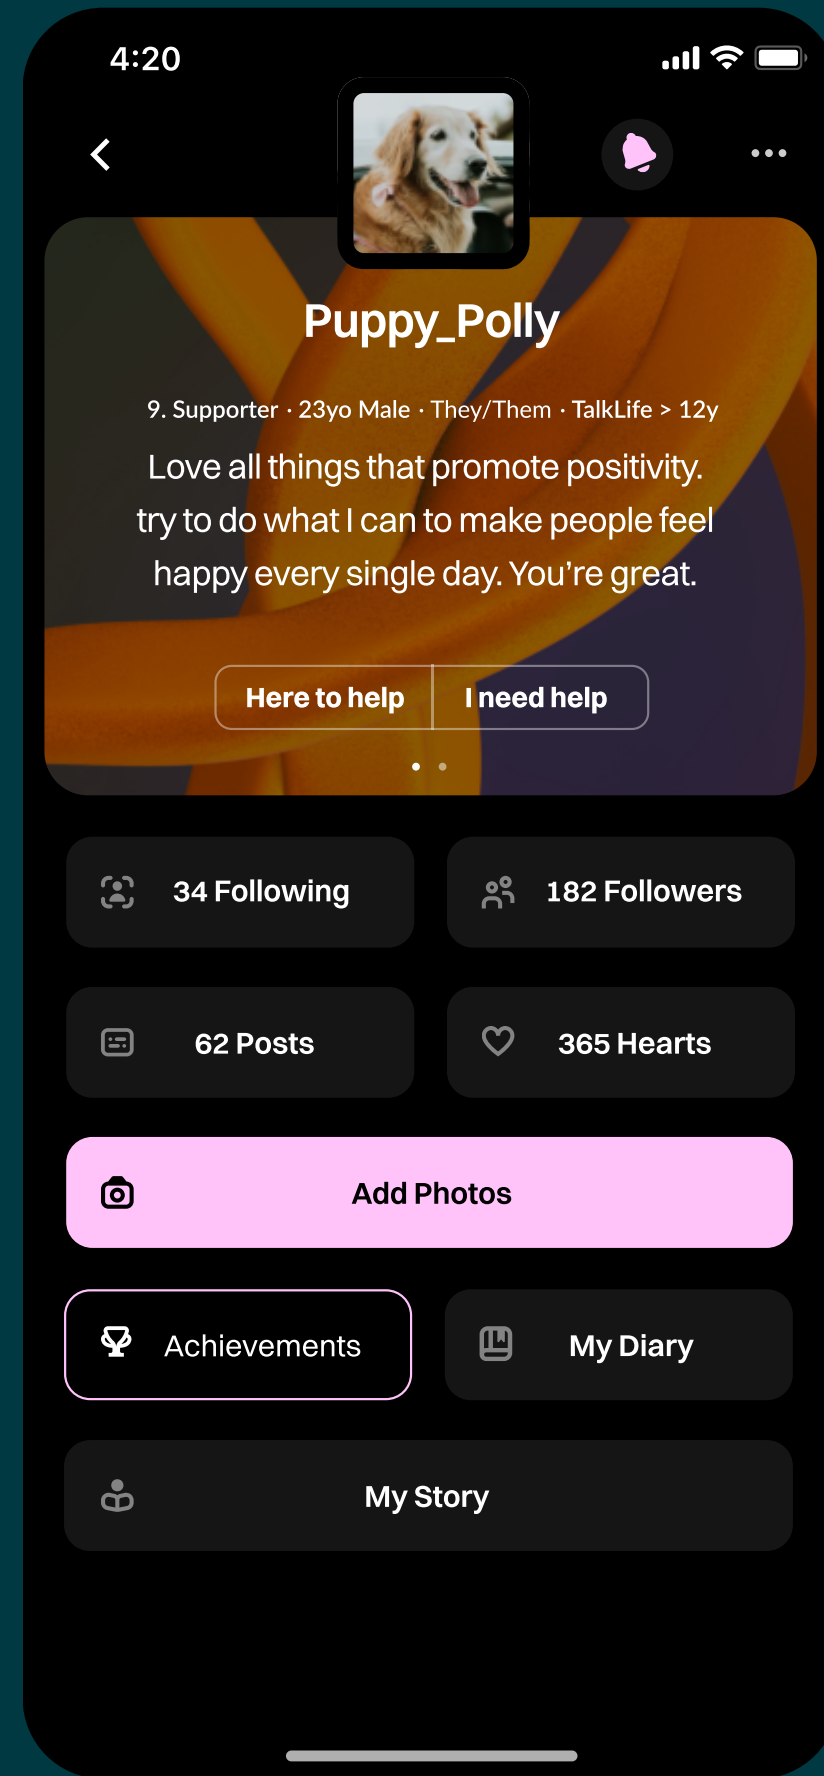 4:20
Puppy_Polly
9. Supporter · 23yo Male · They/Them · TalkLife > 12y
Love all things that promote positivity.
try to do what I can to make people feel
happy every single day. You're great.
Here to help
I need help
34 Following
182 Followers
62 Posts
365 Hearts
Add Photos
Achievements
My Diary
My Story